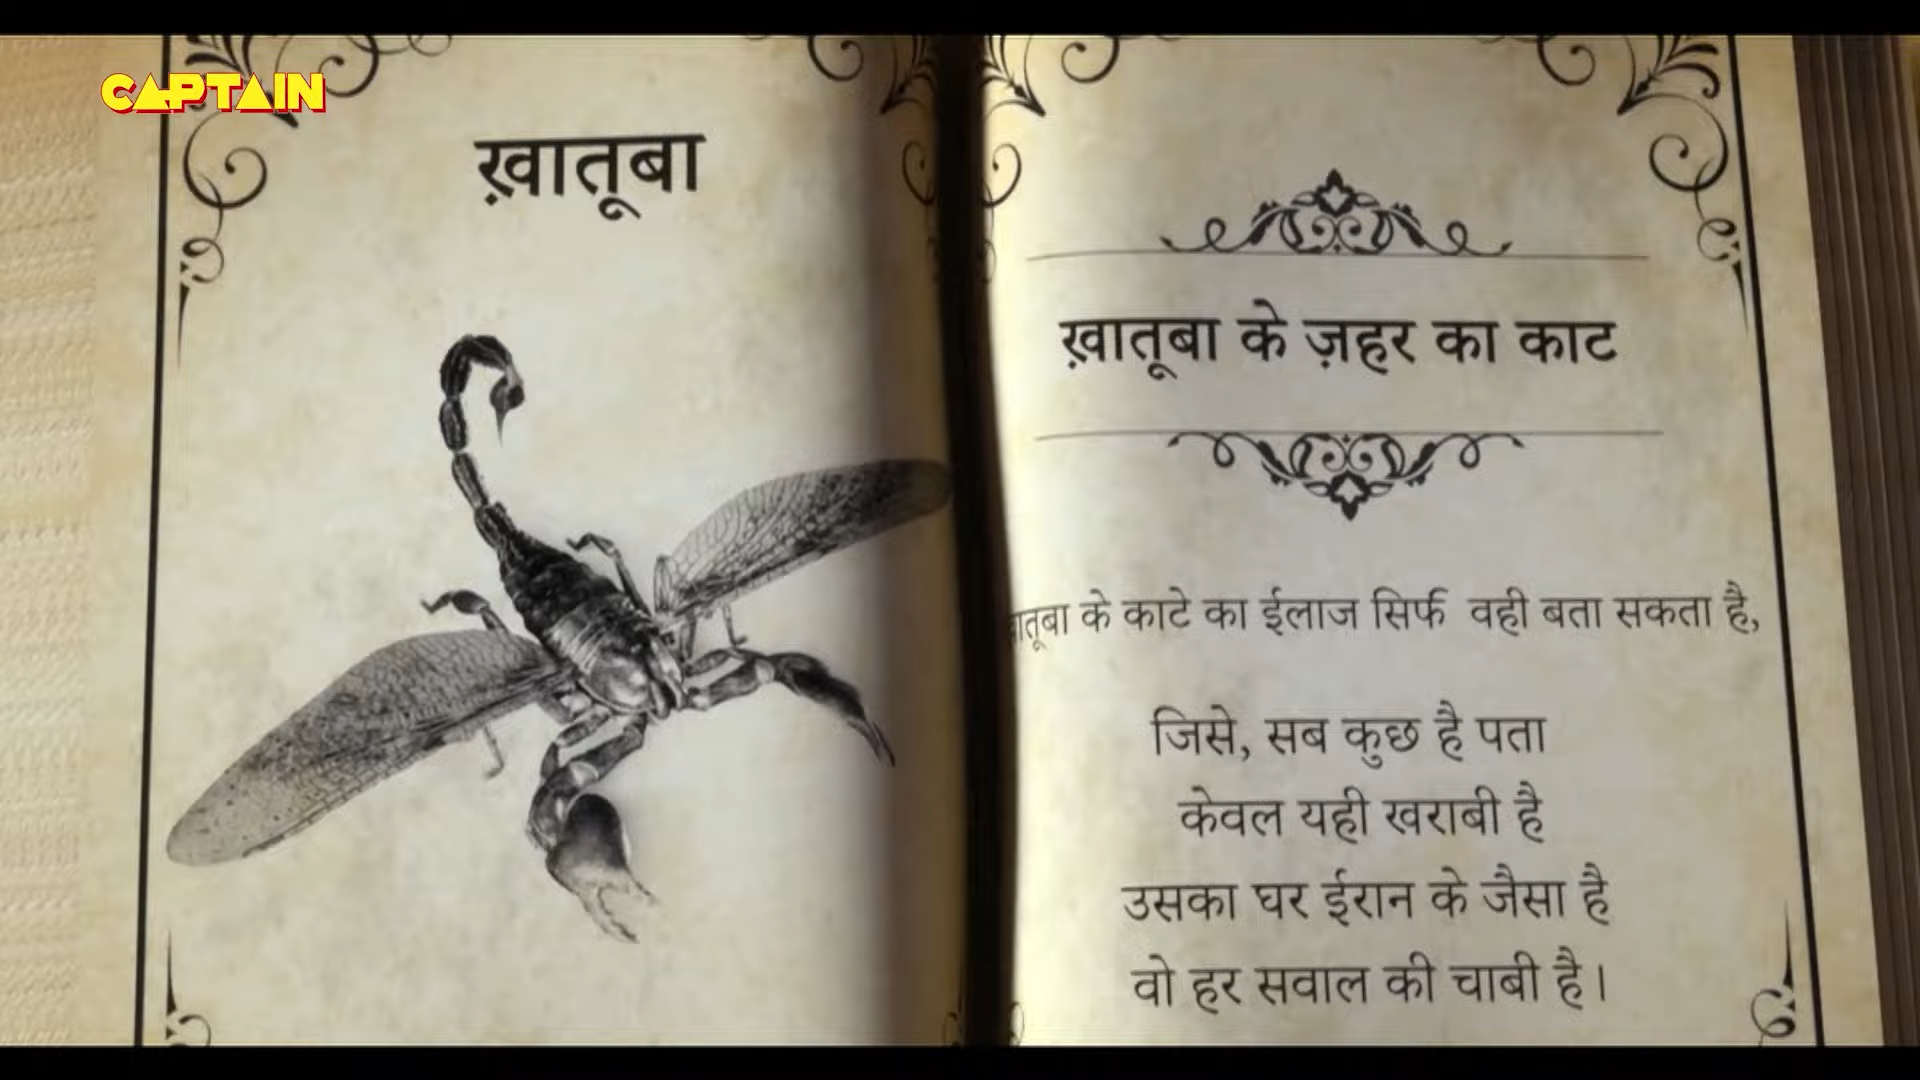 CAPTAIN
ख़ातूबा
ख़ातूबा के ज़हर का काट
के काटे का ईलाज सिर्फ वही बता सकता है,
जिसे, सब कुछ है पता
केवल यही खराबी है
उसका घर ईरान के जैसा है
वो हर सवाल की चाबी है।